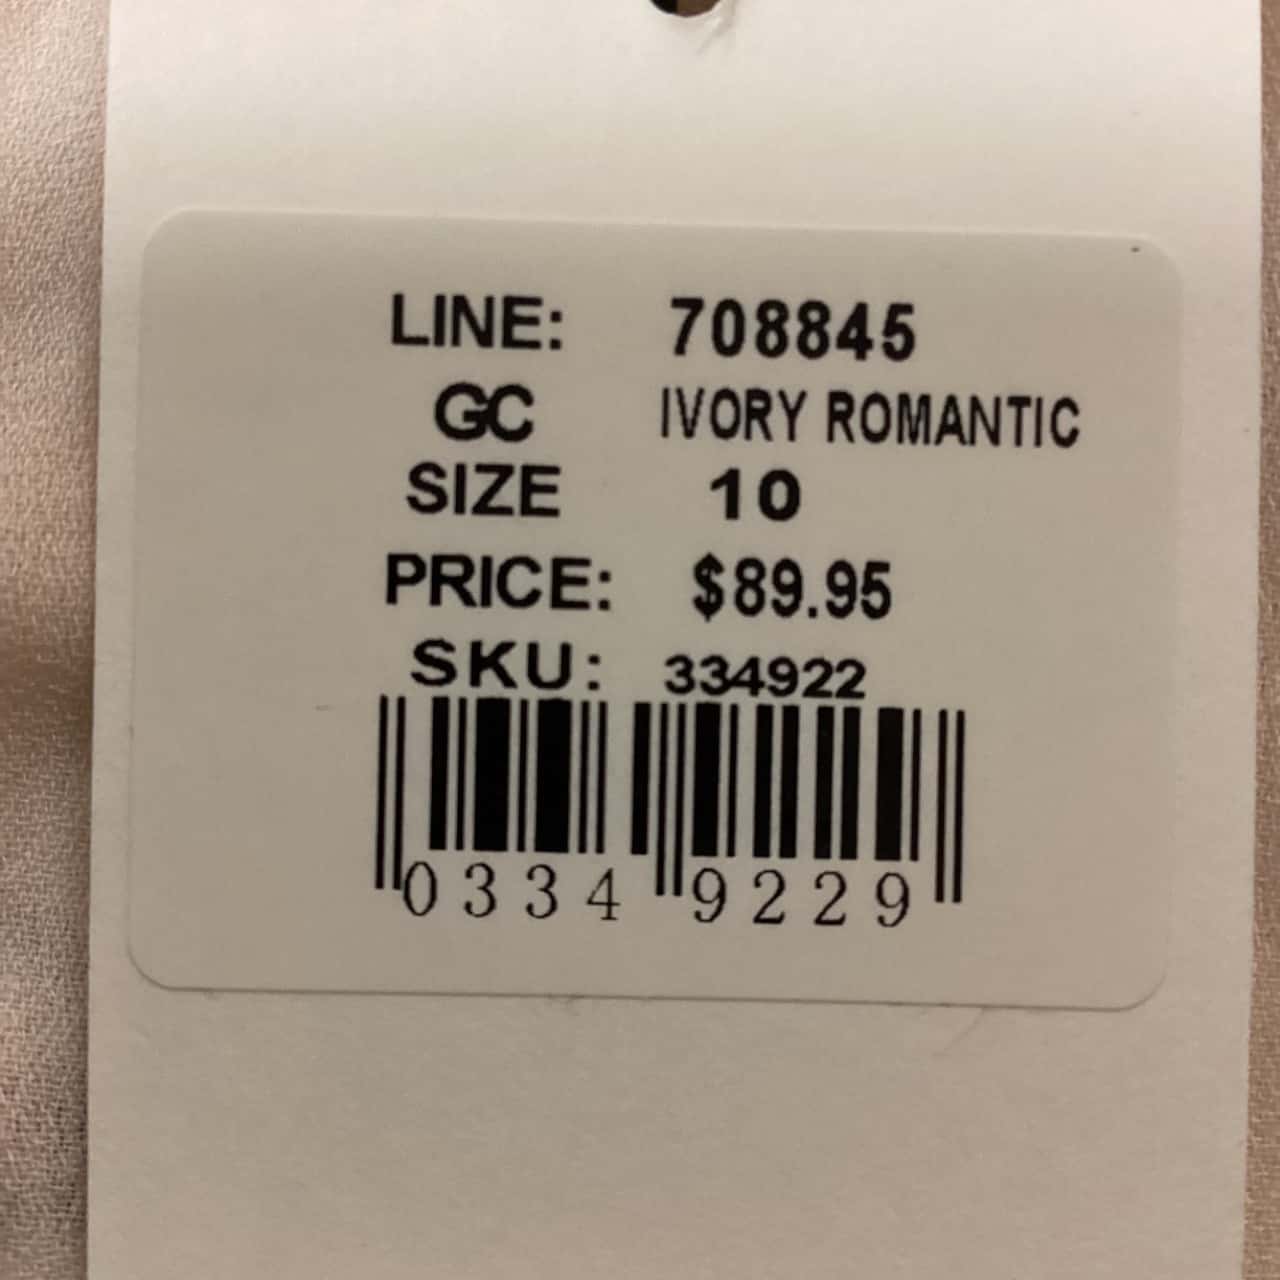 LINE: 708845
GC IVORY ROMANTIC
SIZE 10
PRICE: $89.95
SKU: 334922
0334 9229